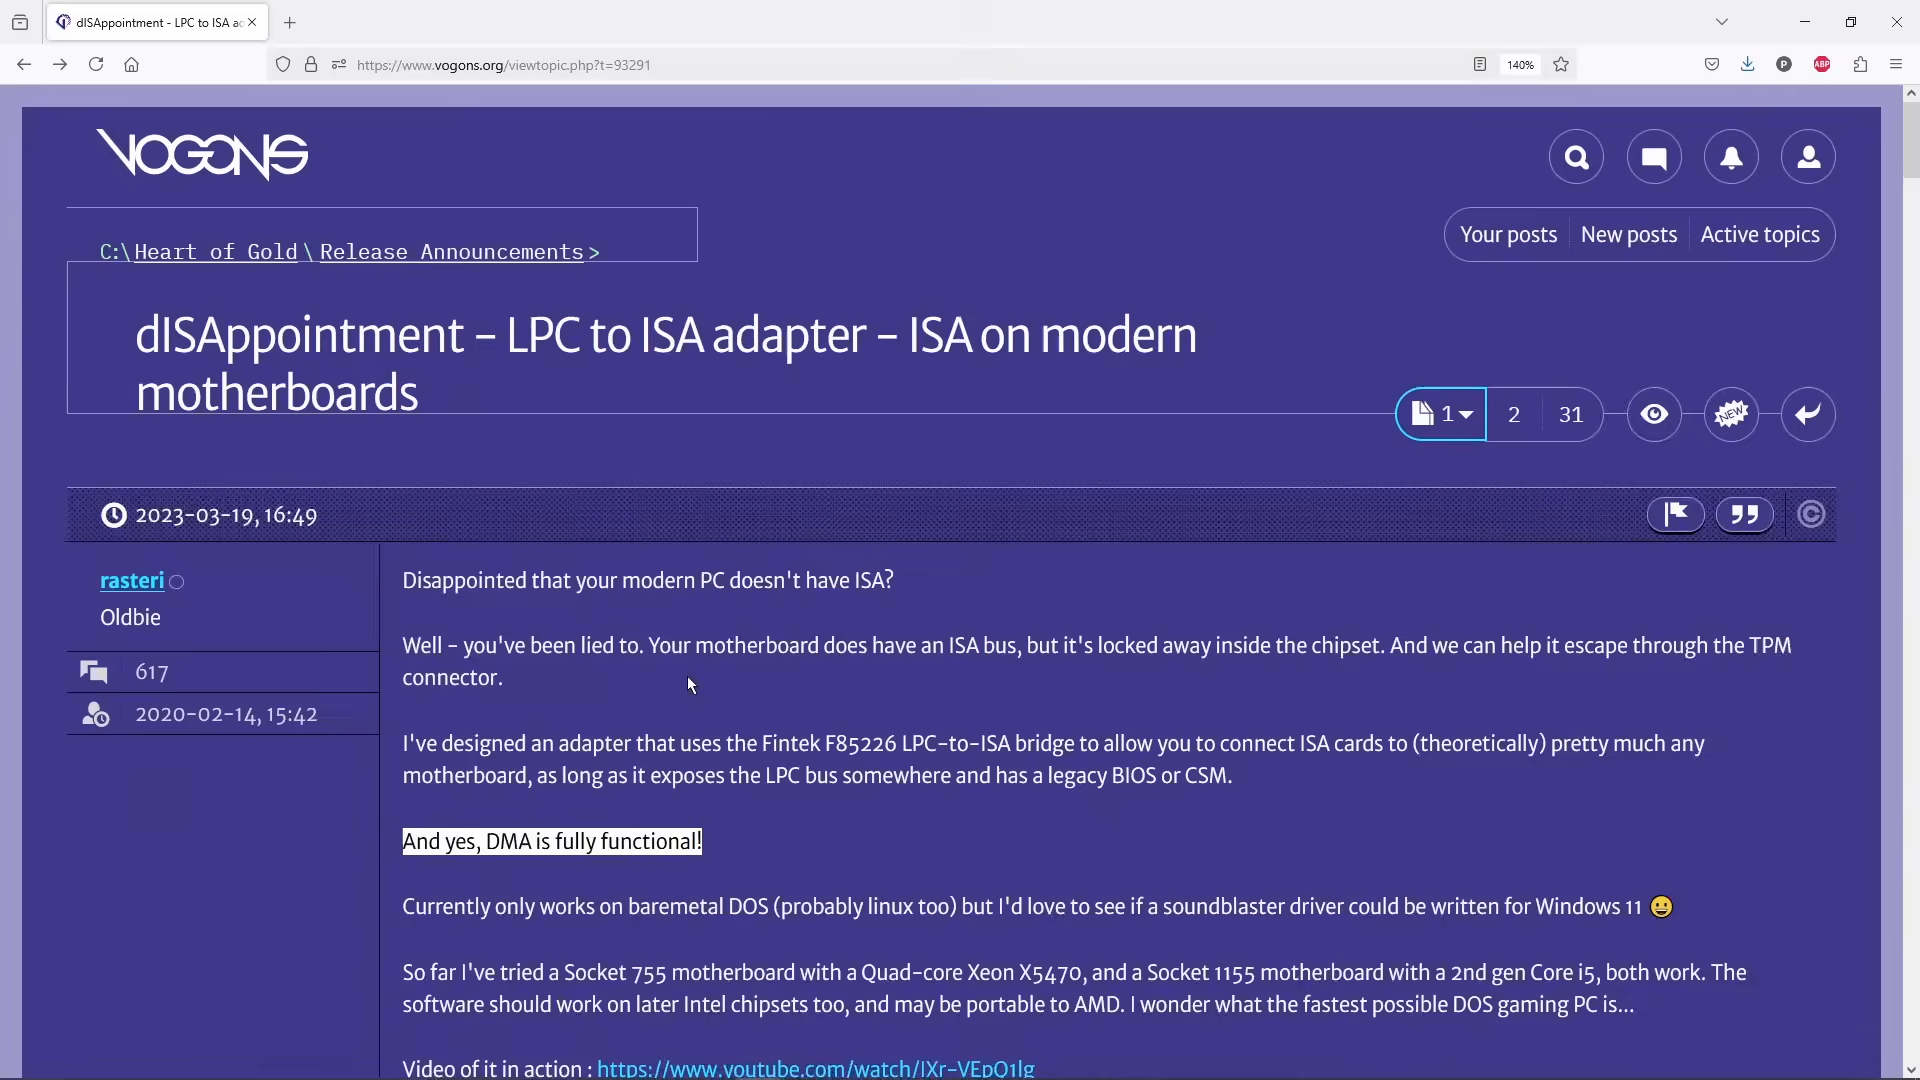 dISAppointment - LPC to ISA ac
https://www.vogons.org/viewtopic.php?t=93291
140%
P
ABP
VOGONS
C:\Heart of Gold\Release Announcements>
Your posts
New posts
Active topics
dISAppointment – LPC to ISA adapter – ISA on modern
motherboards
1
2
31
NEW
2023-03-19, 16:49
rasteri
Oldbie
617
2020-02-14, 15:42
Disappointed that your modern PC doesn't have ISA?
Well – you've been lied to. Your motherboard does have an ISA bus, but it's locked away inside the chipset. And we can help it escape through the TPM
connector.
I've designed an adapter that uses the Fintek F85226 LPC-to-ISA bridge to allow you to connect ISA cards to (theoretically) pretty much any
motherboard, as long as it exposes the LPC bus somewhere and has a legacy BIOS or CSM.
And yes, DMA is fully functional!
Currently only works on baremetal DOS (probably linux too) but I'd love to see if a soundblaster driver could be written for Windows 11 😀
So far I've tried a Socket 755 motherboard with a Quad-core Xeon X5470, and a Socket 1155 motherboard with a 2nd gen Core i5, both work. The
software should work on later Intel chipsets too, and may be portable to AMD. I wonder what the fastest possible DOS gaming PC is...
Video of it in action : https://www.youtube.com/watch/IXr-VEpQ1lg